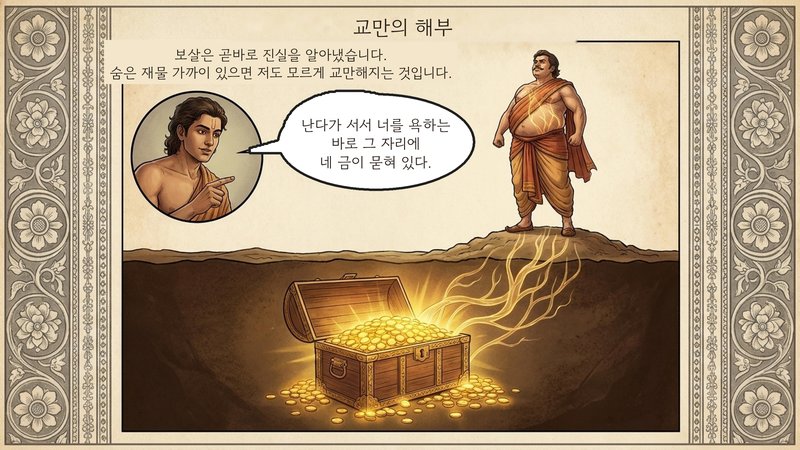 교만의 해부
보살은 곧바로 진실을 알아냈습니다.
숨은 재물 가까이 있으면 저도 모르게 교만해지는 것입니다.
난다가 서서 너를 욕하는
바로 그 자리에
네 금이 묻혀 있다.